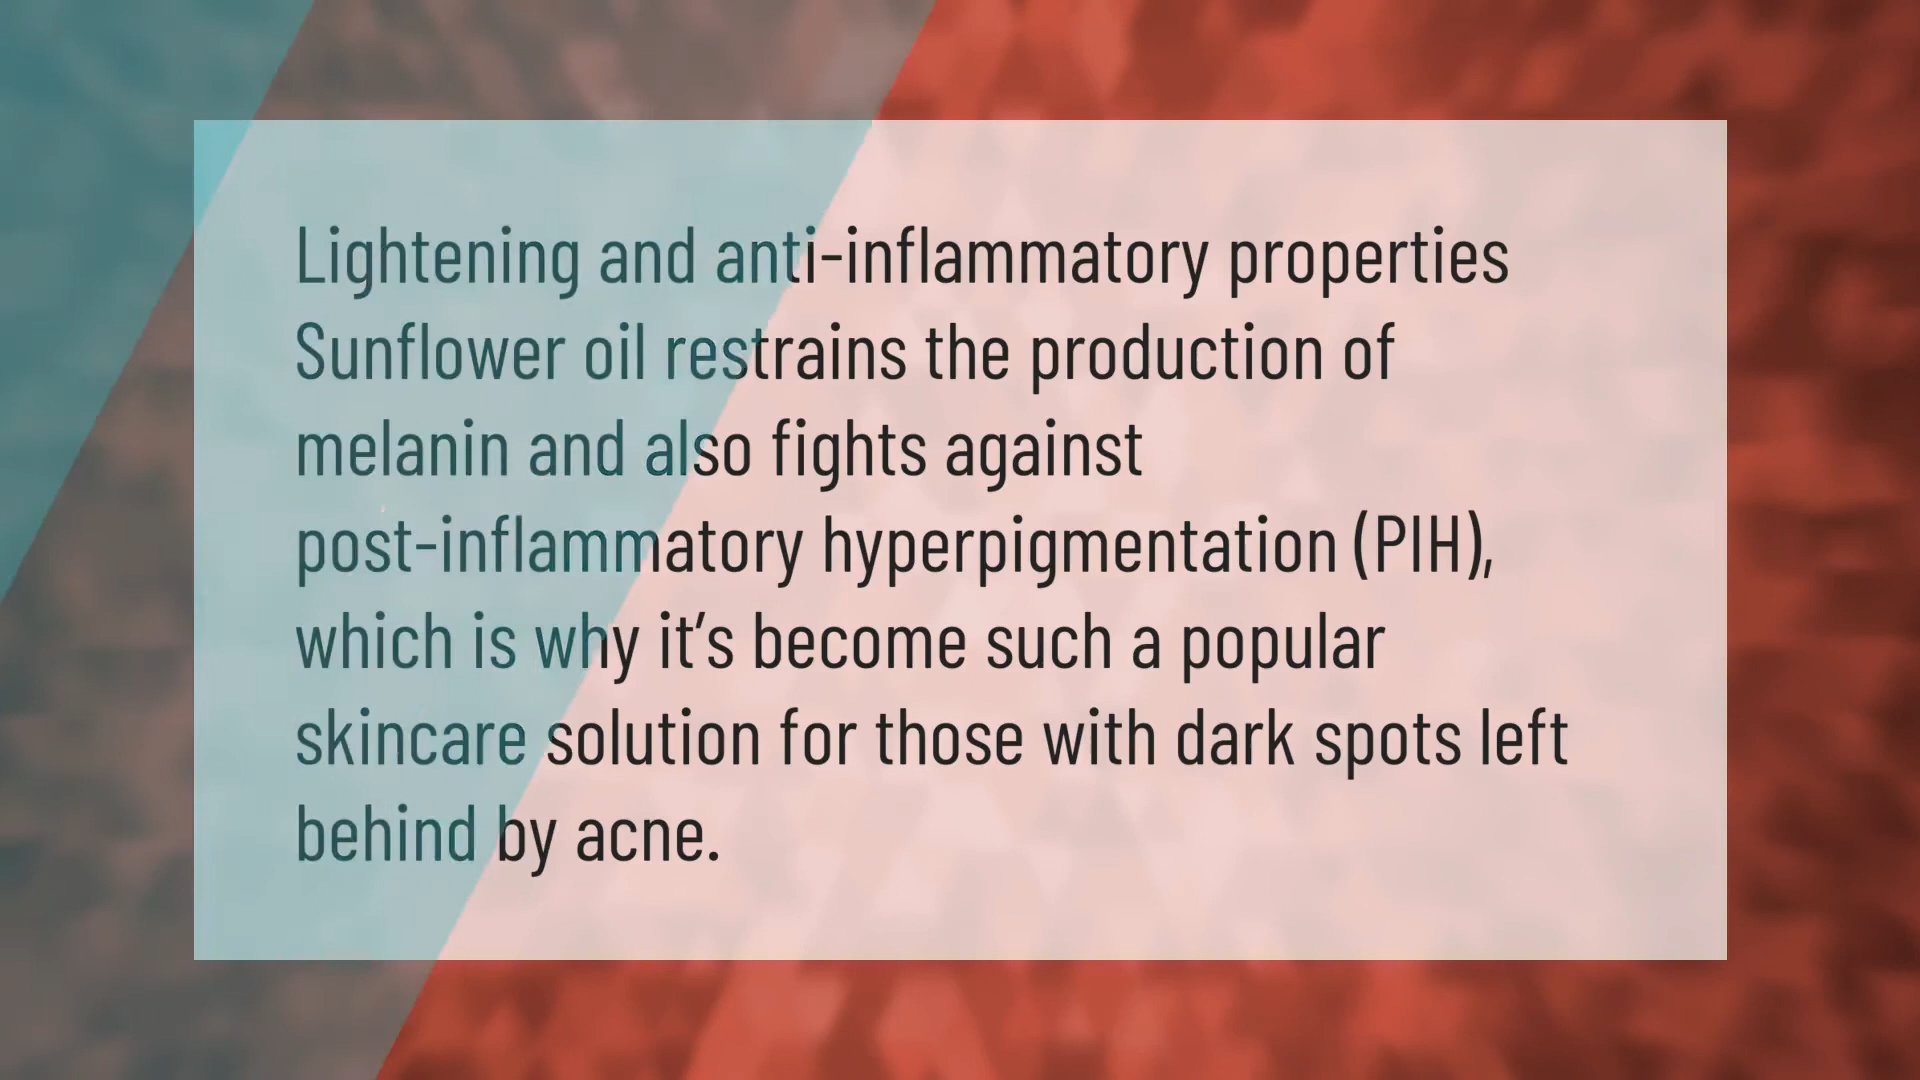 Lightening and anti-inflammatory properties
Sunflower oil restrains the production of
melanin and also fights against
post-inflammatory hyperpigmentation (PIH),
which is why it’s become such a popular
skincare solution for those with dark spots left
behind by acne.